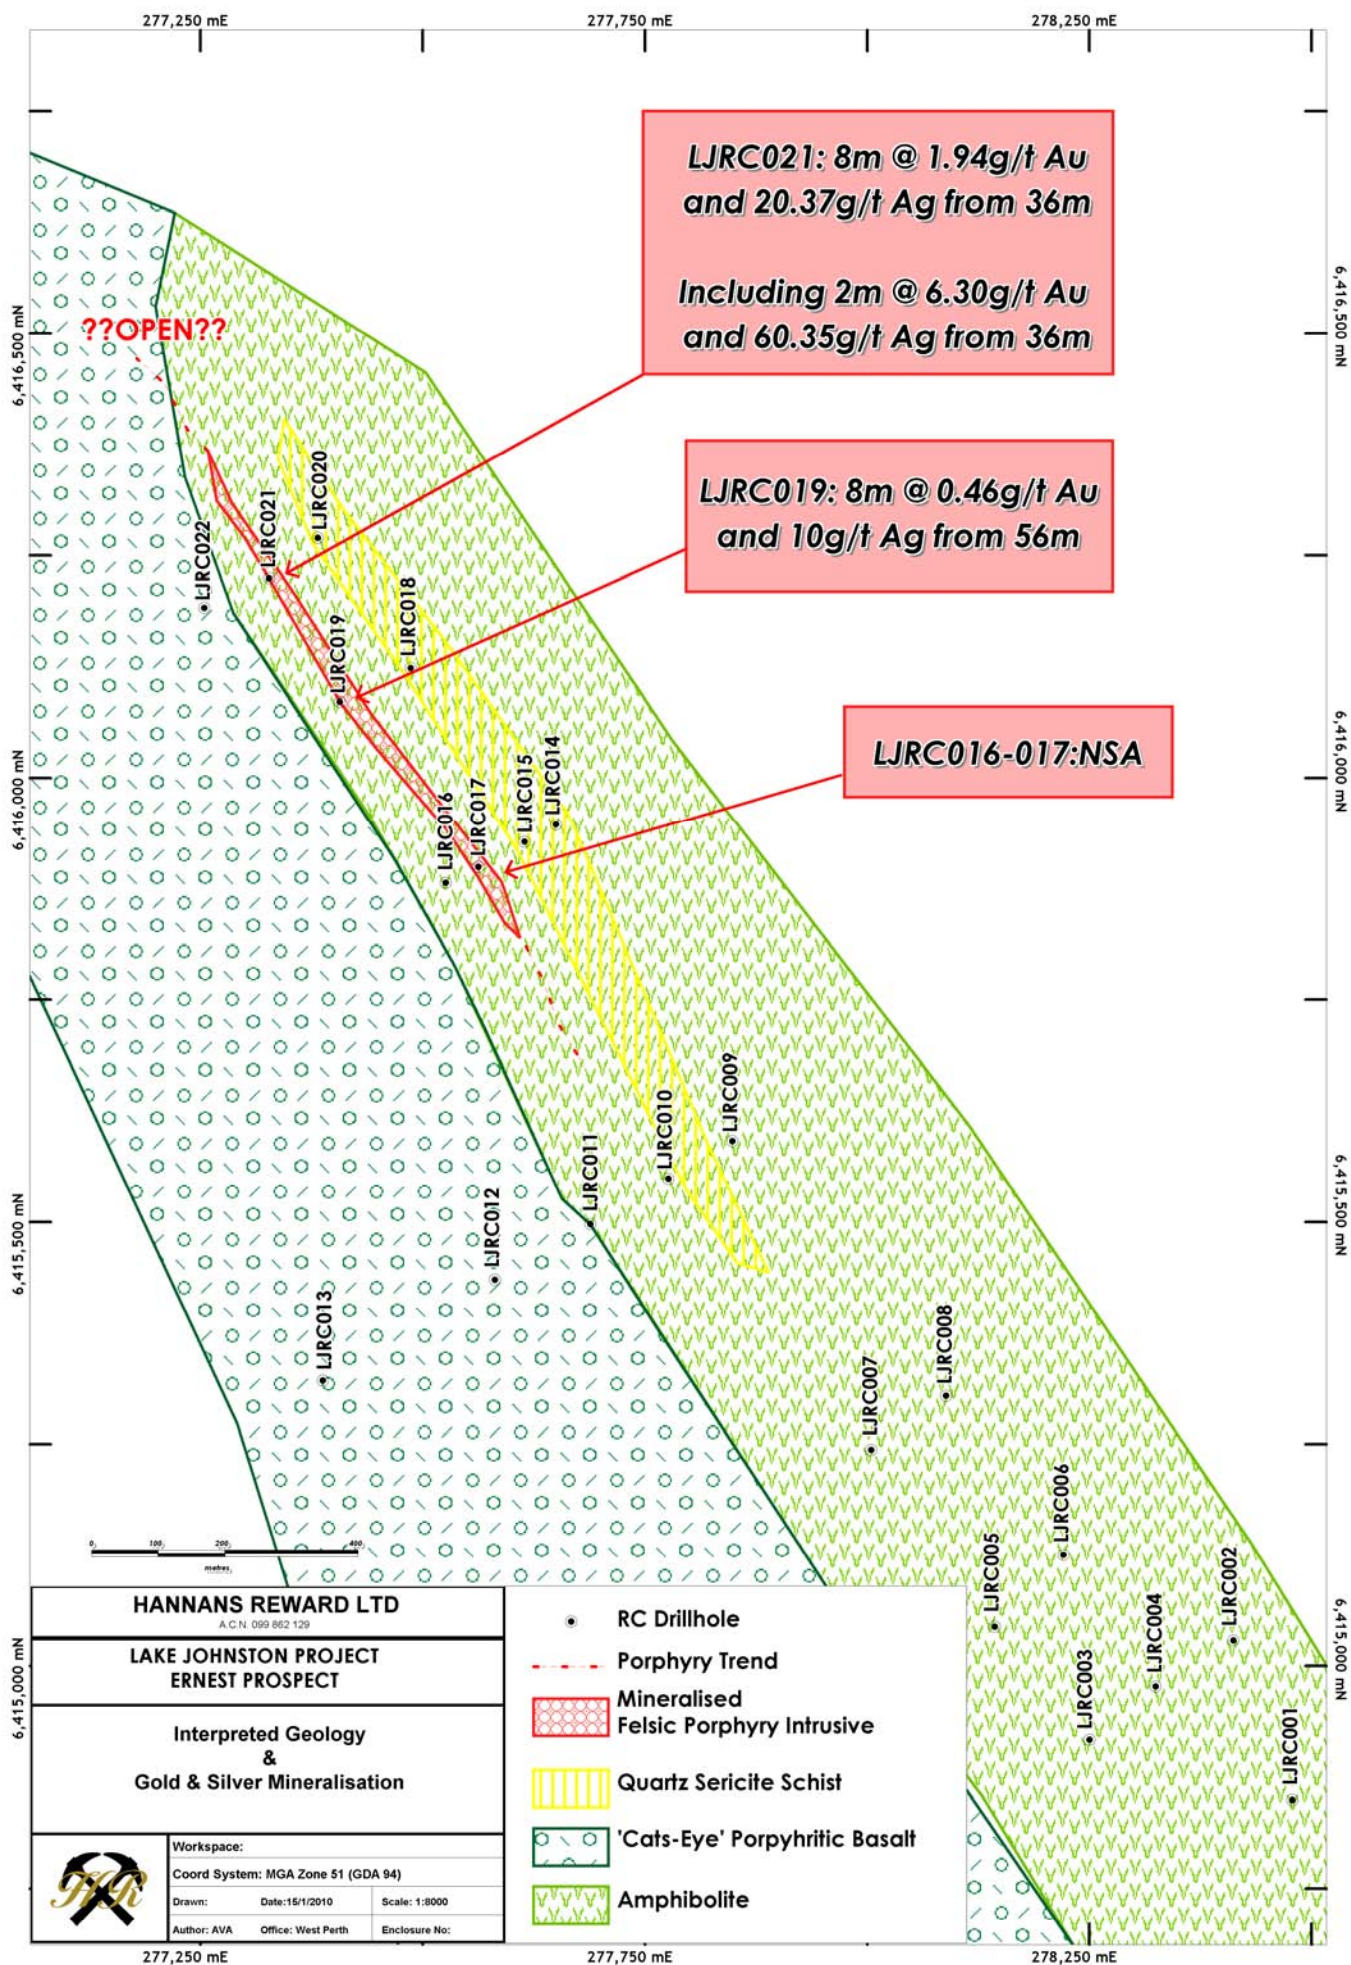 277,250 mE
277,750 mE
278,250 mE
LJRC021: 8m @ 1.94g/t Au
and 20.37g/t Ag from 36m
Including 2m @ 6.30g/t Au
and 60.35g/t Ag from 36m
6,416,500 mN
6,416,500 mN
??OPEN??
LJRC019: 8m @ 0.46g/t Au
and 10g/t Ag from 56m
LJRC020
LJRC021
LJRC022
LJRC018
LJRC019
LJRC016-017:NSA
6,416,000 mN
6,416,000 mN
LJRC014
LJRC015
LJRC017
LJRC016
LJRC009
LJRC010
LJRC011
LJRC012
LJRC013
6,415,500 mN
6,415,500 mN
LJRC008
LJRC007
LJRC006
LJRC005
LJRC002
LJRC004
LJRC003
LJRC001
6,415,000 mN
6,415,000 mN
0 100 200 400
metres
HANNANS REWARD LTD
A.C.N. 099 862 129
LAKE JOHNSTON PROJECT
ERNEST PROSPECT
Interpreted Geology
&
Gold & Silver Mineralisation
HR
Workspace:
Coord System: MGA Zone 51 (GDA 94)
Drawn: Date:15/1/2010 Scale: 1:8000
Author: AVA Office: West Perth Enclosure No:
RC Drillhole
Porphyry Trend
Mineralised
Felsic Porphyry Intrusive
Quartz Sericite Schist
'Cats-Eye' Porpyhritic Basalt
Amphibolite
277,250 mE
277,750 mE
278,250 mE